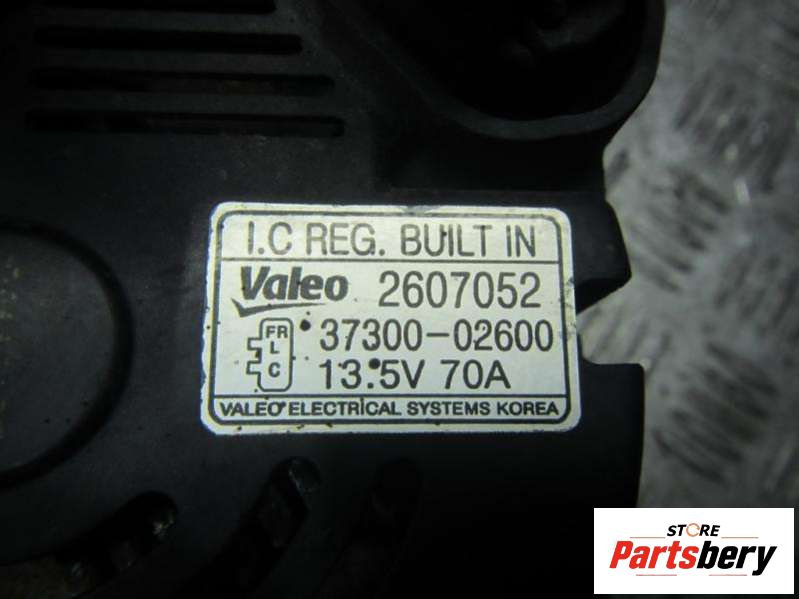 I.C REG. BUILT IN
Valeo 2607052
FR
L
C
37300-02600
13.5V 70A
VALEO ELECTRICAL SYSTEMS KOREA
STORE
Partsbery